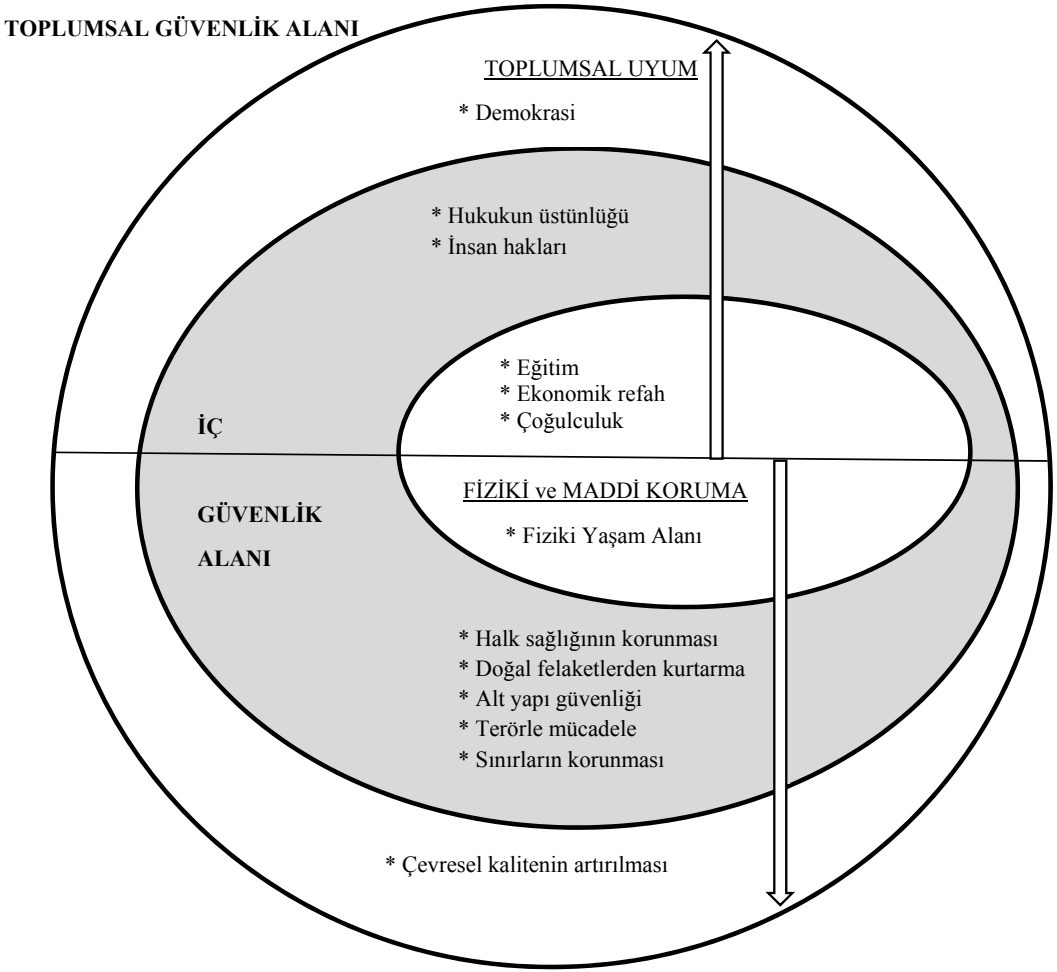 TOPLUMSAL GÜVENLİK ALANI
TOPLUMSAL UYUM
* Demokrasi
* Hukukun üstünlüğü
* İnsan hakları
* Eğitim
* Ekonomik refah
* Çoğulculuk
İÇ
GÜVENLİK
ALANI
FİZİKİ ve MADDİ KORUMA
* Fiziki Yaşam Alanı
* Halk sağlığının korunması
* Doğal felaketlerden kurtarma
* Alt yapı güvenliği
* Terörle mücadele
* Sınırların korunması
* Çevresel kalitenin artırılması